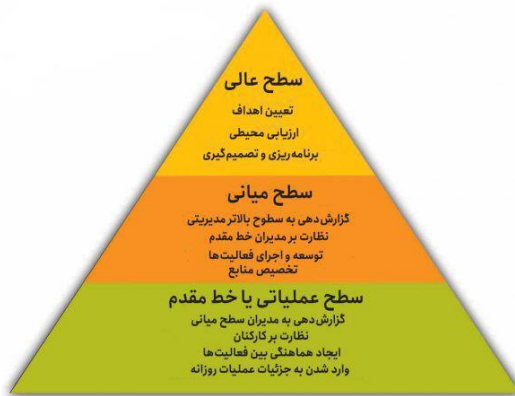 سطح عالی
تعیین اهداف
ارزیابی محیطی
برنامه‌ریزی و تصمیم‌گیری
سطح میانی
گزارش‌دهی به سطوح بالاتر مدیریتی
نظارت بر مدیران خط مقدم
توسعه و اجرای فعالیت‌ها
تخصیص منابع
سطح عملیاتی یا خط مقدم
گزارش‌دهی به مدیران سطح میانی
نظارت بر کارکنان
ایجاد هماهنگی بین فعالیت‌ها
وارد شدن به جزئیات عملیات روزانه